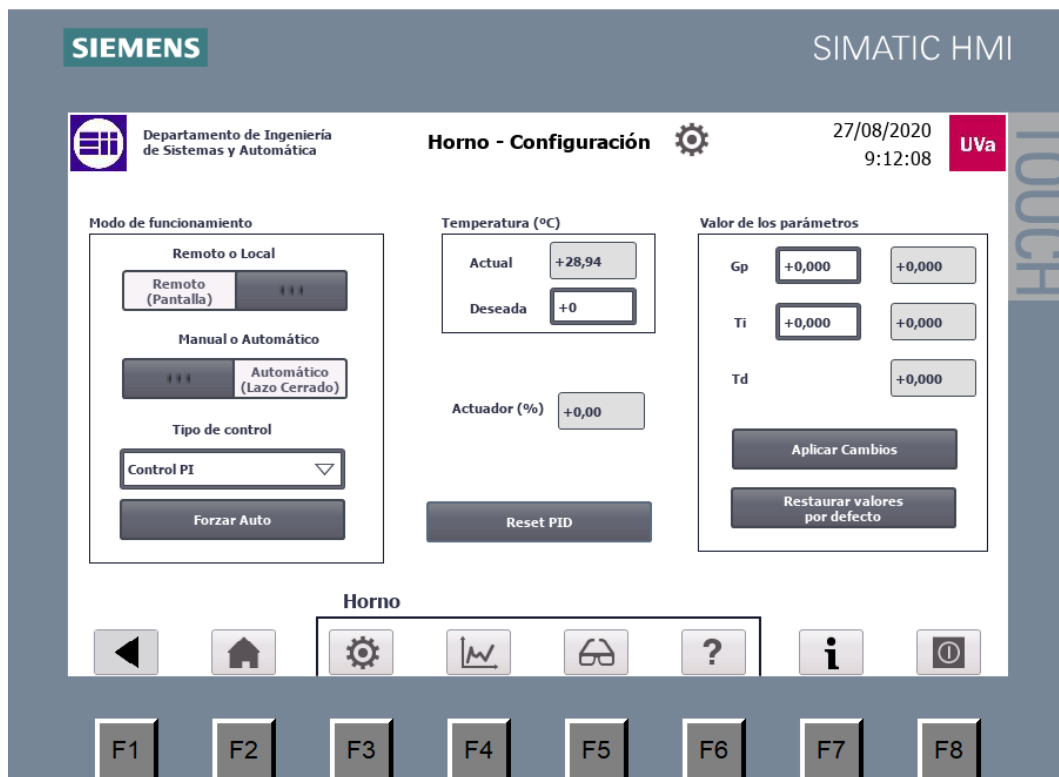 SIEMENS
SIMATIC HMI
TOUCH
Departamento de Ingeniería
de Sistemas y Automática
Horno - Configuración
27/08/2020
9:12:08
UVa
Modo de funcionamiento
Remoto o Local
Remoto
(Pantalla)
Manual o Automático
Automático
(Lazo Cerrado)
Tipo de control
Control PI
Forzar Auto
Temperatura (ºC)
Actual +28,94
Deseada +0
Actuador (%) +0,00
Reset PID
Valor de los parámetros
Gp +0,000 +0,000
Ti +0,000 +0,000
Td +0,000
Aplicar Cambios
Restaurar valores
por defecto
Horno
?
i
F1 F2 F3 F4 F5 F6 F7 F8